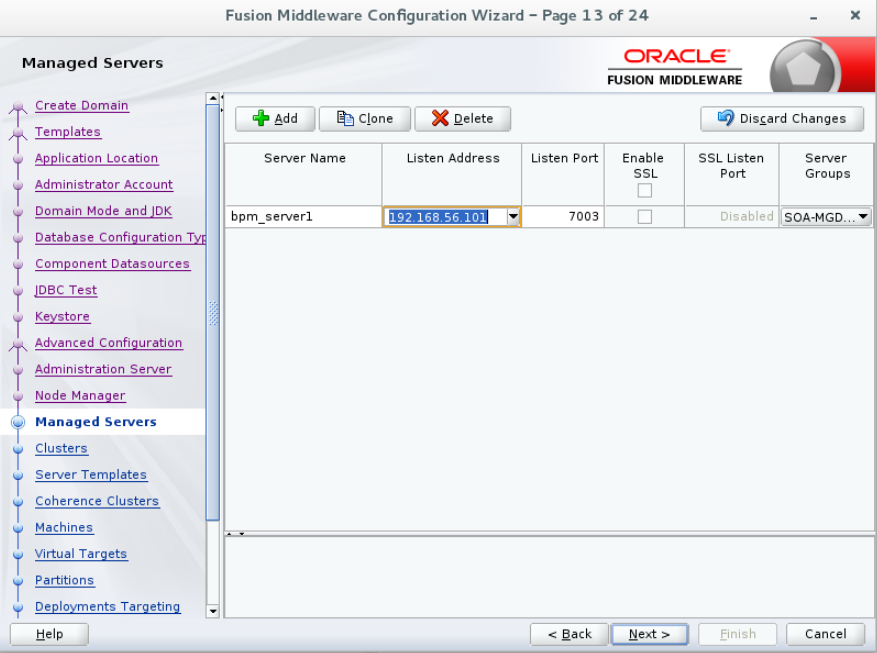 Fusion Middleware Configuration Wizard – Page 13 of 24
Managed Servers
ORACLE
FUSION MIDDLEWARE
Create Domain
Templates
Application Location
Administrator Account
Domain Mode and JDK
Database Configuration Typ
Component Datasources
JDBC Test
Keystore
Advanced Configuration
Administration Server
Node Manager
Managed Servers
Clusters
Server Templates
Coherence Clusters
Machines
Virtual Targets
Partitions
Deployments Targeting
Add Clone Delete Discard Changes
Server Name Listen Address Listen Port Enable SSL SSL Listen Port Server Groups
bpm_server1 192.168.56.101 7003 Disabled SOA-MGD...
Help < Back Next > Finish Cancel